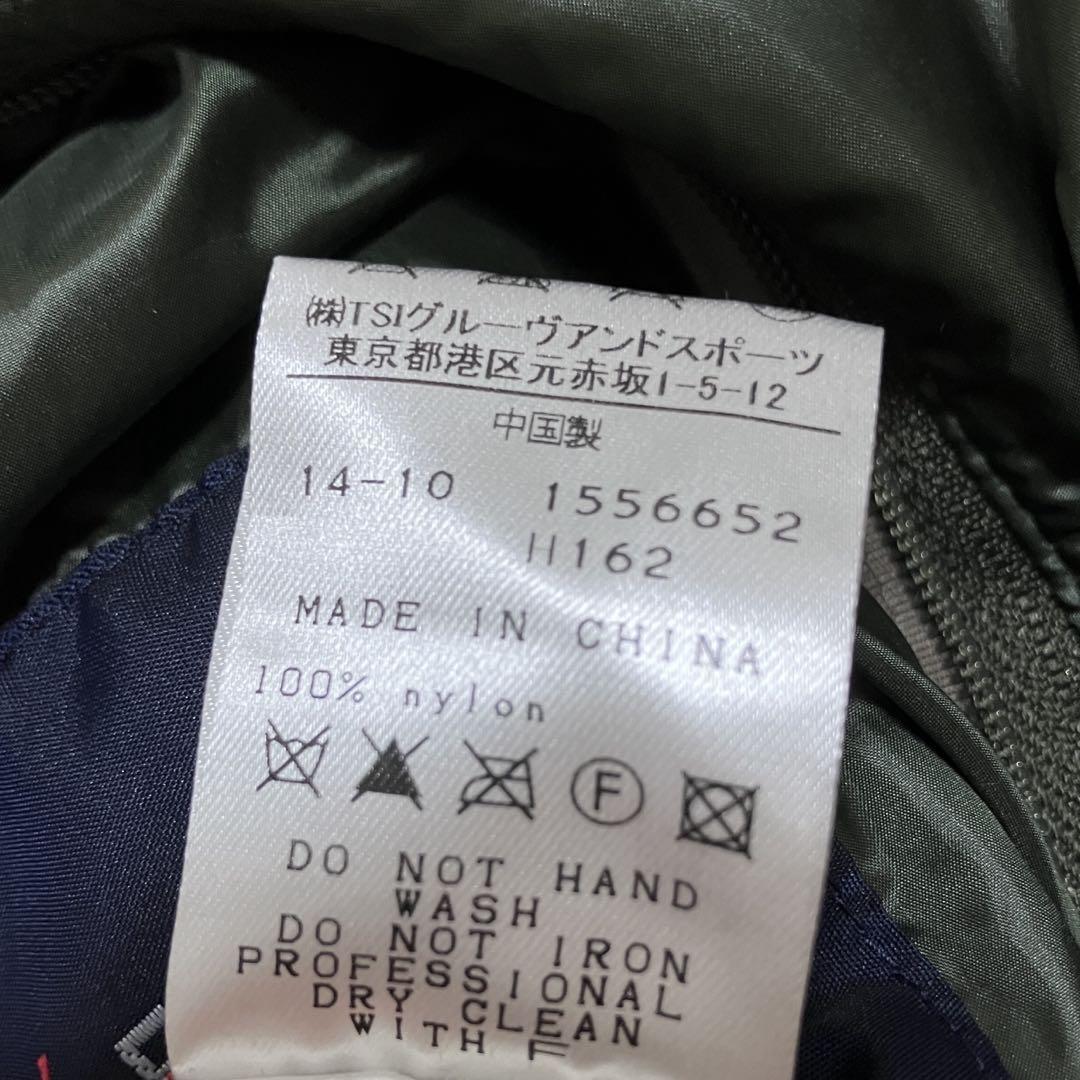 ㈱TSIグルーヴアンドスポーツ
東京都港区元赤坂1-5-12
中国製
14-10 1556652
H162
MADE IN CHINA
100% nylon
F
DO NOT HAND
WASH
DO NOT IRON
PROFESSIONAL
DRY CLEAN
WITH F